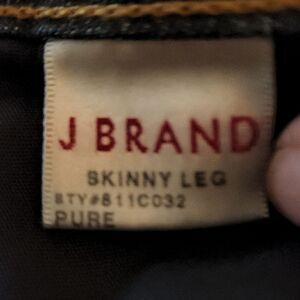 J BRAND
SKINNY LEG
STY#811C032
PURE